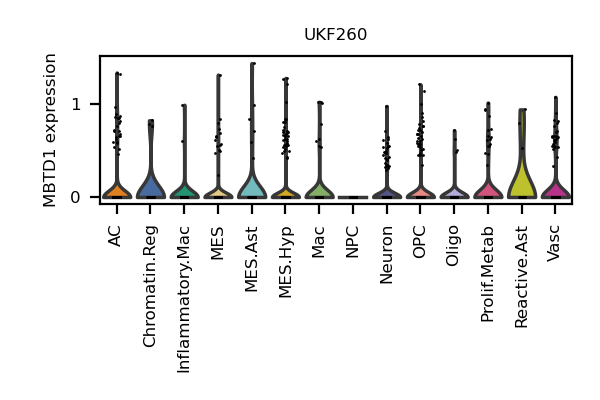 UKF260
MBTD1 expression
1
0
AC
Chromatin.Reg
Inflammatory.Mac
MES
MES.Ast
MES.Hyp
Mac
NPC
Neuron
OPC
Oligo
Prolif.Metab
Reactive.Ast
Vasc